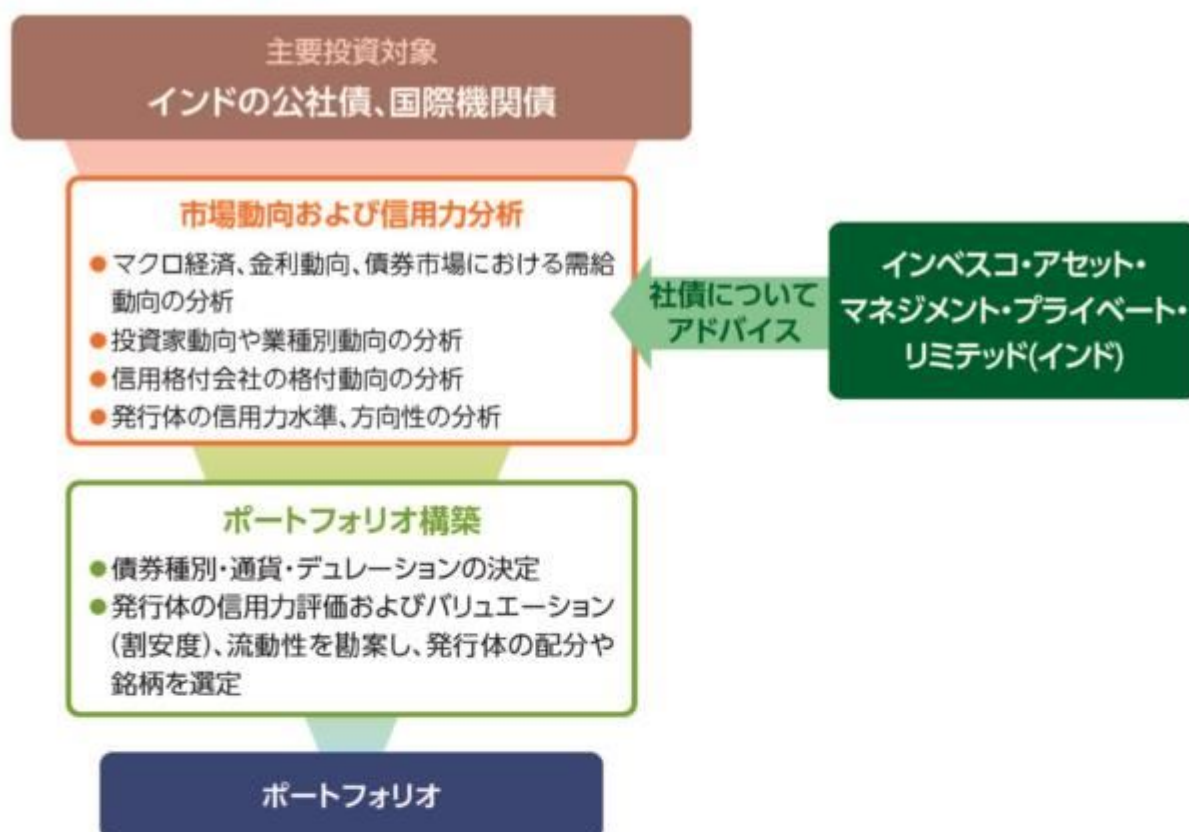 主要投資対象
インドの公社債、国際機関債
市場動向および信用力分析
●マクロ経済、金利動向、債券市場における需給
動向の分析
●投資家動向や業種別動向の分析
●信用格付会社の格付動向の分析
●発行体の信用力水準、方向性の分析
社債について
アドバイス
インベスコ・アセット・
マネジメント・プライベート・
リミテッド(インド)
ポートフォリオ構築
●債券種別・通貨・デュレーションの決定
●発行体の信用力評価およびバリュエーション
(割安度)、流動性を勘案し、発行体の配分や
銘柄を選定
ポートフォリオ